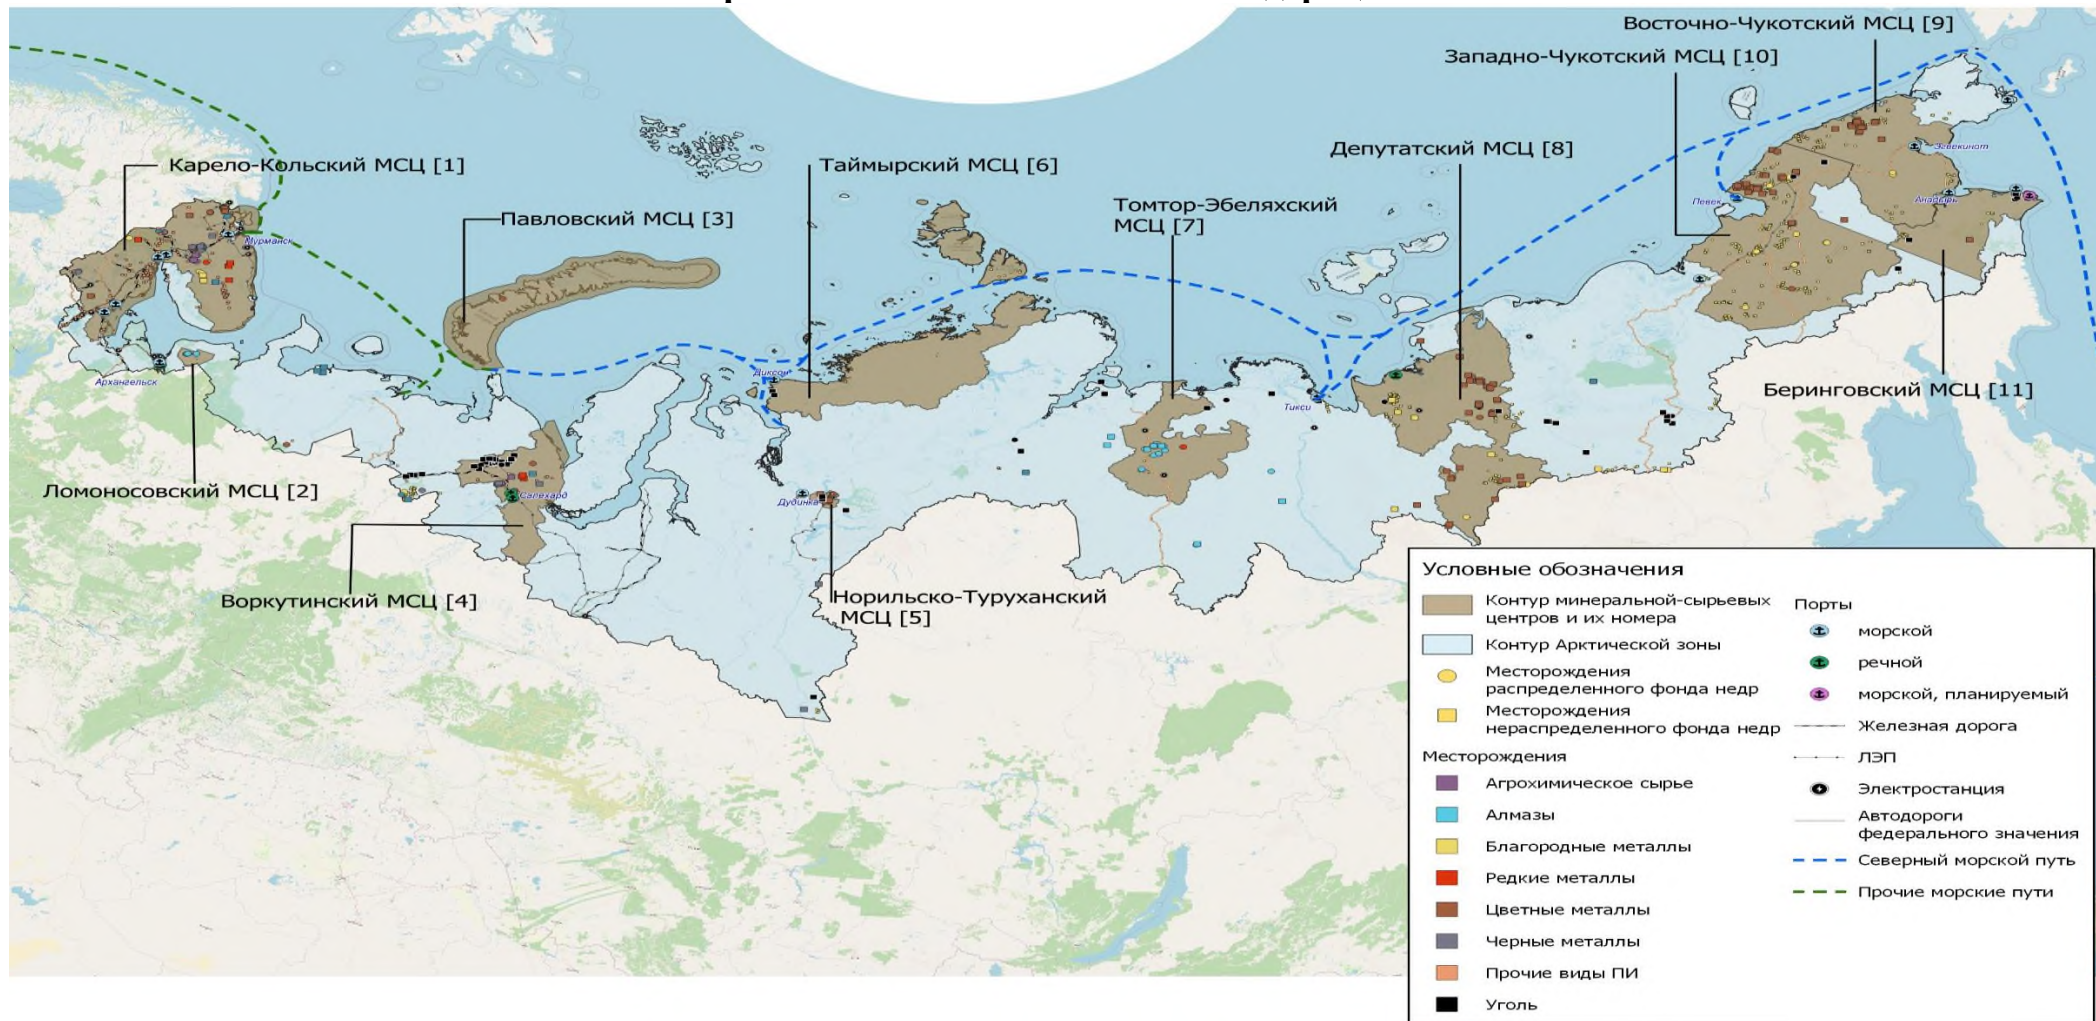 Восточно-Чукотский МСЦ [9]
Западно-Чукотский МСЦ [10]
Депутатский МСЦ [8]
Карело-Кольский МСЦ [1]
Таймырский МСЦ [6]
Томтор-Эбеляхский
МСЦ [7]
Павловский МСЦ [3]
Эгвекинот
Певек
Анадырь
Мурманск
Диксон
Архангельск
Тикси
Беринговский МСЦ [11]
Ломоносовский МСЦ [2]
Салехард
Дудинка
Воркутинский МСЦ [4]
Норильско-Туруханский
МСЦ [5]
Условные обозначения
Контур минеральной-сырьевых
центров и их номера
Контур Арктической зоны
Месторождения
распределенного фонда недр
Месторождения
нераспределенного фонда недр
Месторождения
Агрохимическое сырье
Алмазы
Благородные металлы
Редкие металлы
Цветные металлы
Черные металлы
Прочие виды ПИ
Уголь
Порты
морской
речной
морской, планируемый
Железная дорога
ЛЭП
Электростанция
Автодороги
федерального значения
Северный морской путь
Прочие морские пути